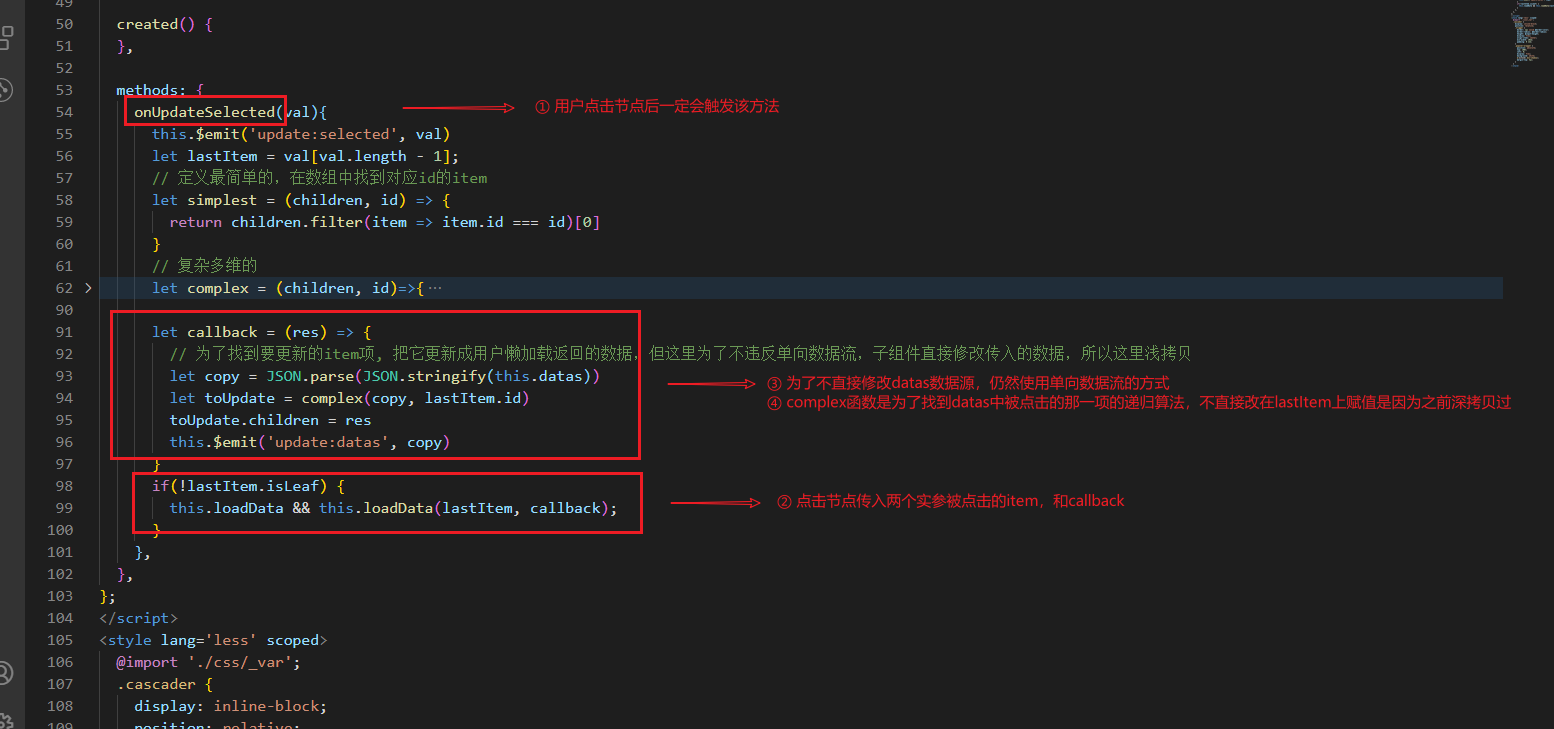 49
50 created() {
51 },
52
53 methods: {
54 onUpdateSelected(val){ ① 用户点击节点后一定会触发该方法
55 this.$emit('update:selected', val)
56 let lastItem = val[val.length - 1];
57 // 定义最简单的，在数组中找到对应id的item
58 let simplest = (children, id) => {
59 return children.filter(item => item.id === id)[0]
60 }
61 // 复杂多维的
62 let complex = (children, id)=>{ ···
90
91 let callback = (res) => {
92 // 为了找到要更新的item项, 把它更新成用户懒加载返回的数据，但这里为了不违反单向数据流，子组件直接修改传入的数据，所以这里浅拷贝
93 let copy = JSON.parse(JSON.stringify(this.datas)) ③ 为了不直接修改datas数据源，仍然使用单向数据流的方式
94 let toUpdate = complex(copy, lastItem.id) ④ complex函数是为了找到datas中被点击的那一项的递归算法，不直接改在lastItem上赋值是因为之前深拷贝过
95 toUpdate.children = res
96 this.$emit('update:datas', copy)
97 }
98 if(!lastItem.isLeaf) {
99 this.loadData && this.loadData(lastItem, callback); ② 点击节点传入两个实参被点击的item，和callback
100 }
101 },
102 },
103 };
104 </script>
105 <style lang='less' scoped>
106 @import './css/_var';
107 .cascader {
108 display: inline-block;
109 position: relative;